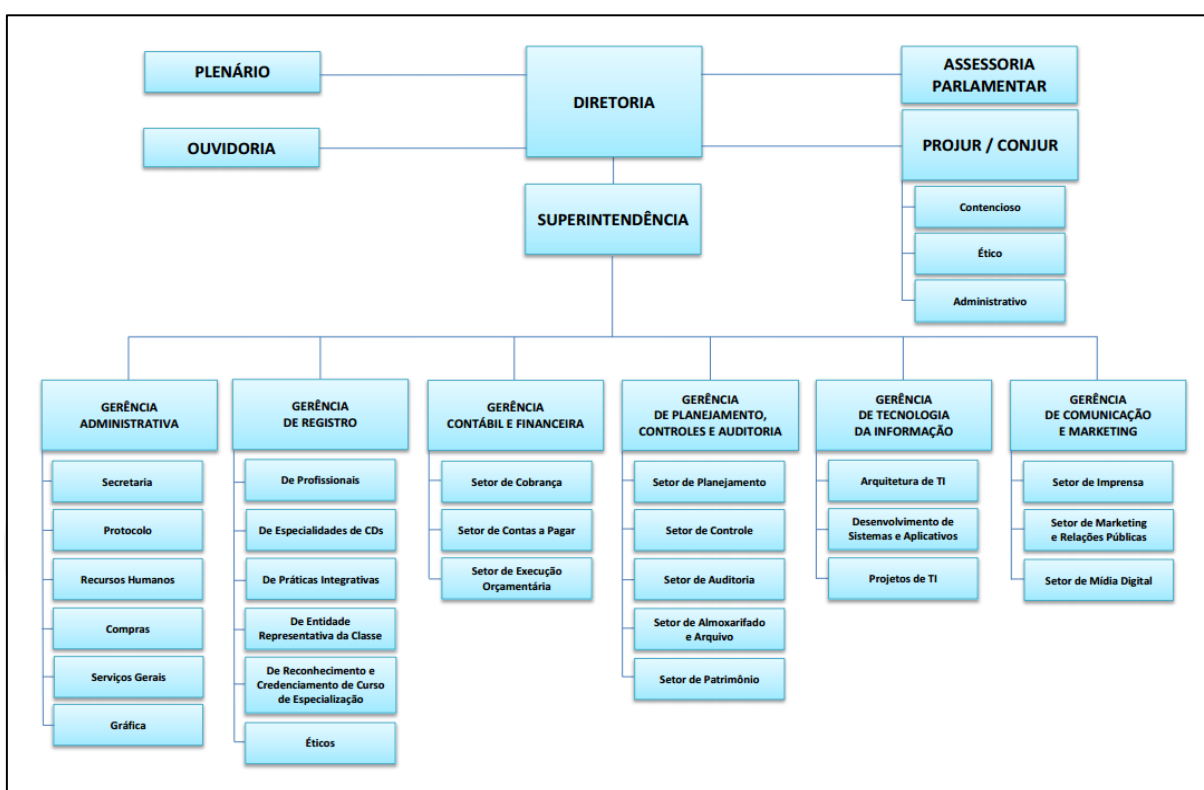 PLENÁRIO
OUVIDORIA
DIRETORIA
ASSESSORIA
PARLAMENTAR
PROJUR / CONJUR
Contencioso
Ético
Administrativo
SUPERINTENDÊNCIA
GERÊNCIA
ADMINISTRATIVA
Secretaria
Protocolo
Recursos Humanos
Compras
Serviços Gerais
Gráfica
GERÊNCIA
DE REGISTRO
De Profissionais
De Especialidades de CDs
De Práticas Integrativas
De Entidade
Representativa da Classe
De Reconhecimento e
Credenciamento de Curso
de Especialização
Éticos
GERÊNCIA
CONTÁBIL E FINANCEIRA
Setor de Cobrança
Setor de Contas a Pagar
Setor de Execução
Orçamentária
GERÊNCIA
DE PLANEJAMENTO,
CONTROLES E AUDITORIA
Setor de Planejamento
Setor de Controle
Setor de Auditoria
Setor de Almoxarifado
e Arquivo
Setor de Patrimônio
GERÊNCIA
DE TECNOLOGIA
DA INFORMAÇÃO
Arquitetura de TI
Desenvolvimento de
Sistemas e Aplicativos
Projetos de TI
GERÊNCIA
DE COMUNICAÇÃO
E MARKETING
Setor de Imprensa
Setor de Marketing
e Relações Públicas
Setor de Mídia Digital